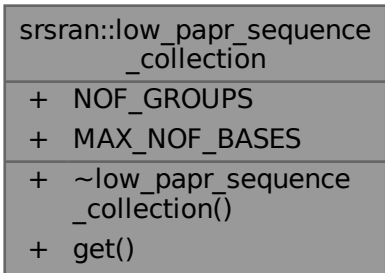 srsran::low_papr_sequence
_collection
+ NOF_GROUPS
+ MAX_NOF_BASES
+ ~low_papr_sequence
_collection()
+ get()